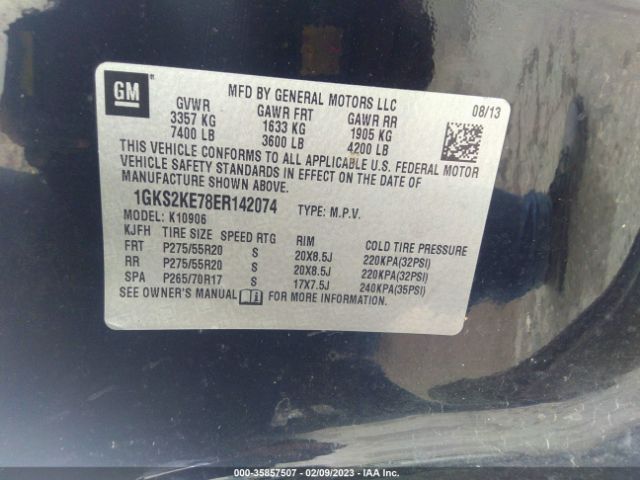 GM
MFD BY GENERAL MOTORS LLC
08/13
GVWR GAWR FRT GAWR RR
3357 KG 1633 KG 1905 KG
7400 LB 3600 LB 4200 LB
THIS VEHICLE CONFORMS TO ALL APPLICABLE U.S. FEDERAL MOTOR
VEHICLE SAFETY STANDARDS IN EFFECT ON THE DATE OF
MANUFACTURE SHOWN ABOVE.
1GKS2KE78ER142074 TYPE: M.P.V.
MODEL: K10906
KJFH TIRE SIZE SPEED RTG RIM COLD TIRE PRESSURE
FRT P275/55R20 S 20X8.5J 220KPA(32PSI)
RR P275/55R20 S 20X8.5J 220KPA(32PSI)
SPA P265/70R17 S 17X7.5J 240KPA(35PSI)
SEE OWNER'S MANUAL FOR MORE INFORMATION.
000-35857507 - 02/09/2023 - IAA Inc.